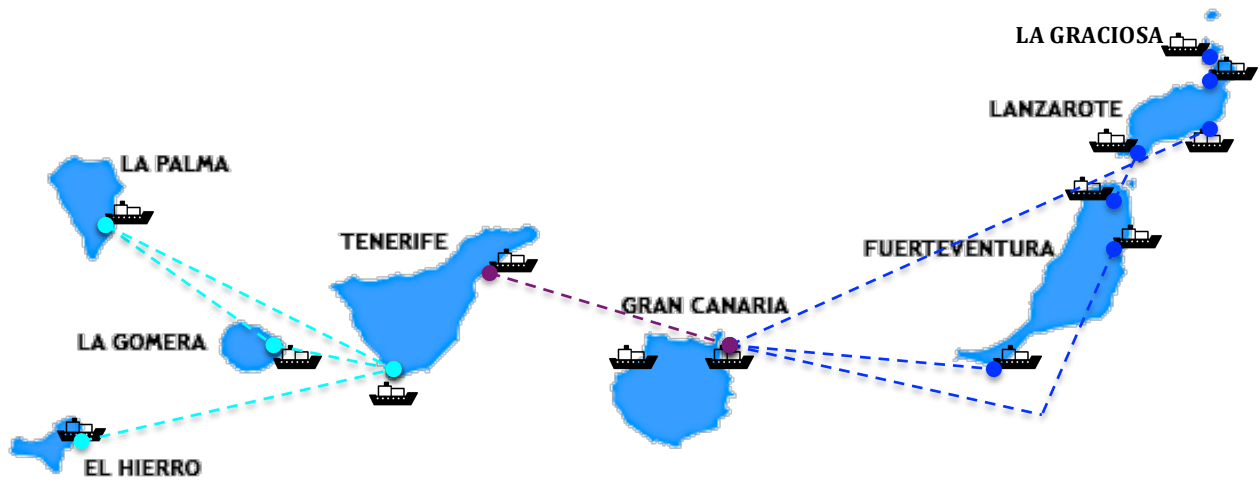 LA GRACIOSA
LANZAROTE
LA PALMA
TENERIFE
FUERTEVENTURA
GRAN CANARIA
LA GOMERA
EL HIERRO